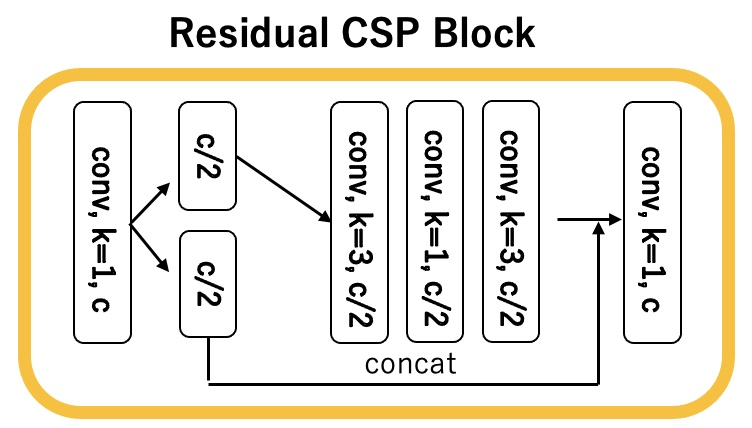 Residual CSP Block
conv, k=1, c
c/2
c/2
conv, k=3, c/2
conv, k=1, c/2
conv, k=3, c/2
conv, k=1, c
concat